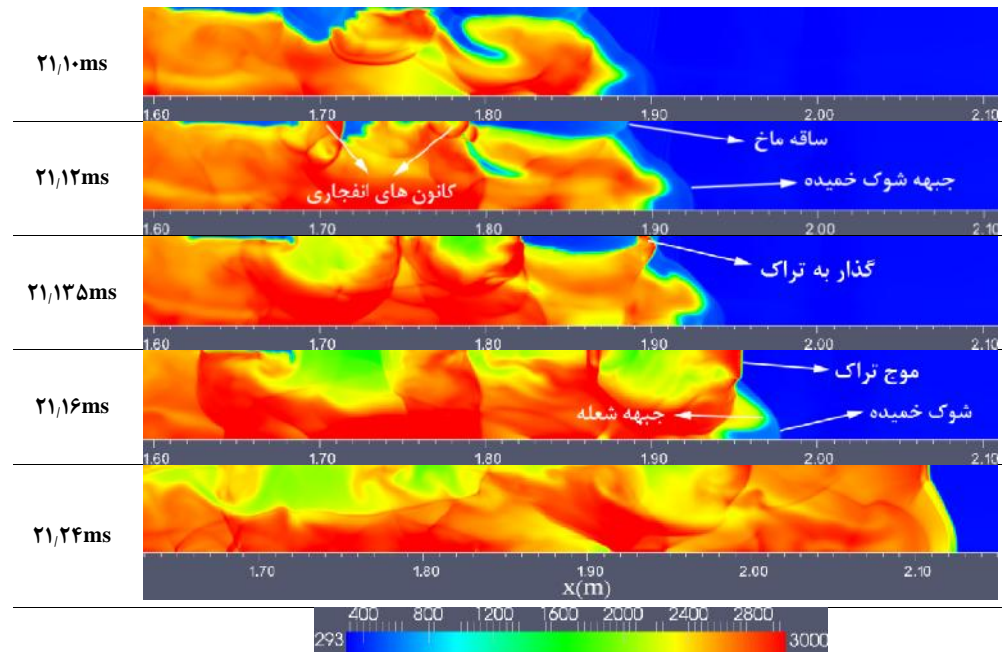 ۲۱٫۱۰ms
1.60 1.70 1.80 1.90 2.00 2.10
۲۱٫۱۲ms
ساقه ماخ
جبهه شوک خمیده
کانون های انفجاری
1.60 1.70 1.80 1.90 2.00 2.10
۲۱٫۱۳۵ms
گذار به تراک
1.60 1.70 1.80 1.90 2.00 2.10
۲۱٫۱۶ms
موج تراک
شوک خمیده
جبهه شعله
1.60 1.70 1.80 1.90 2.00 2.10
۲۱٫۲۴ms
1.70 1.80 1.90 2.00 2.10
x(m)
400 800 1200 1600 2000 2400 2800
293 3000